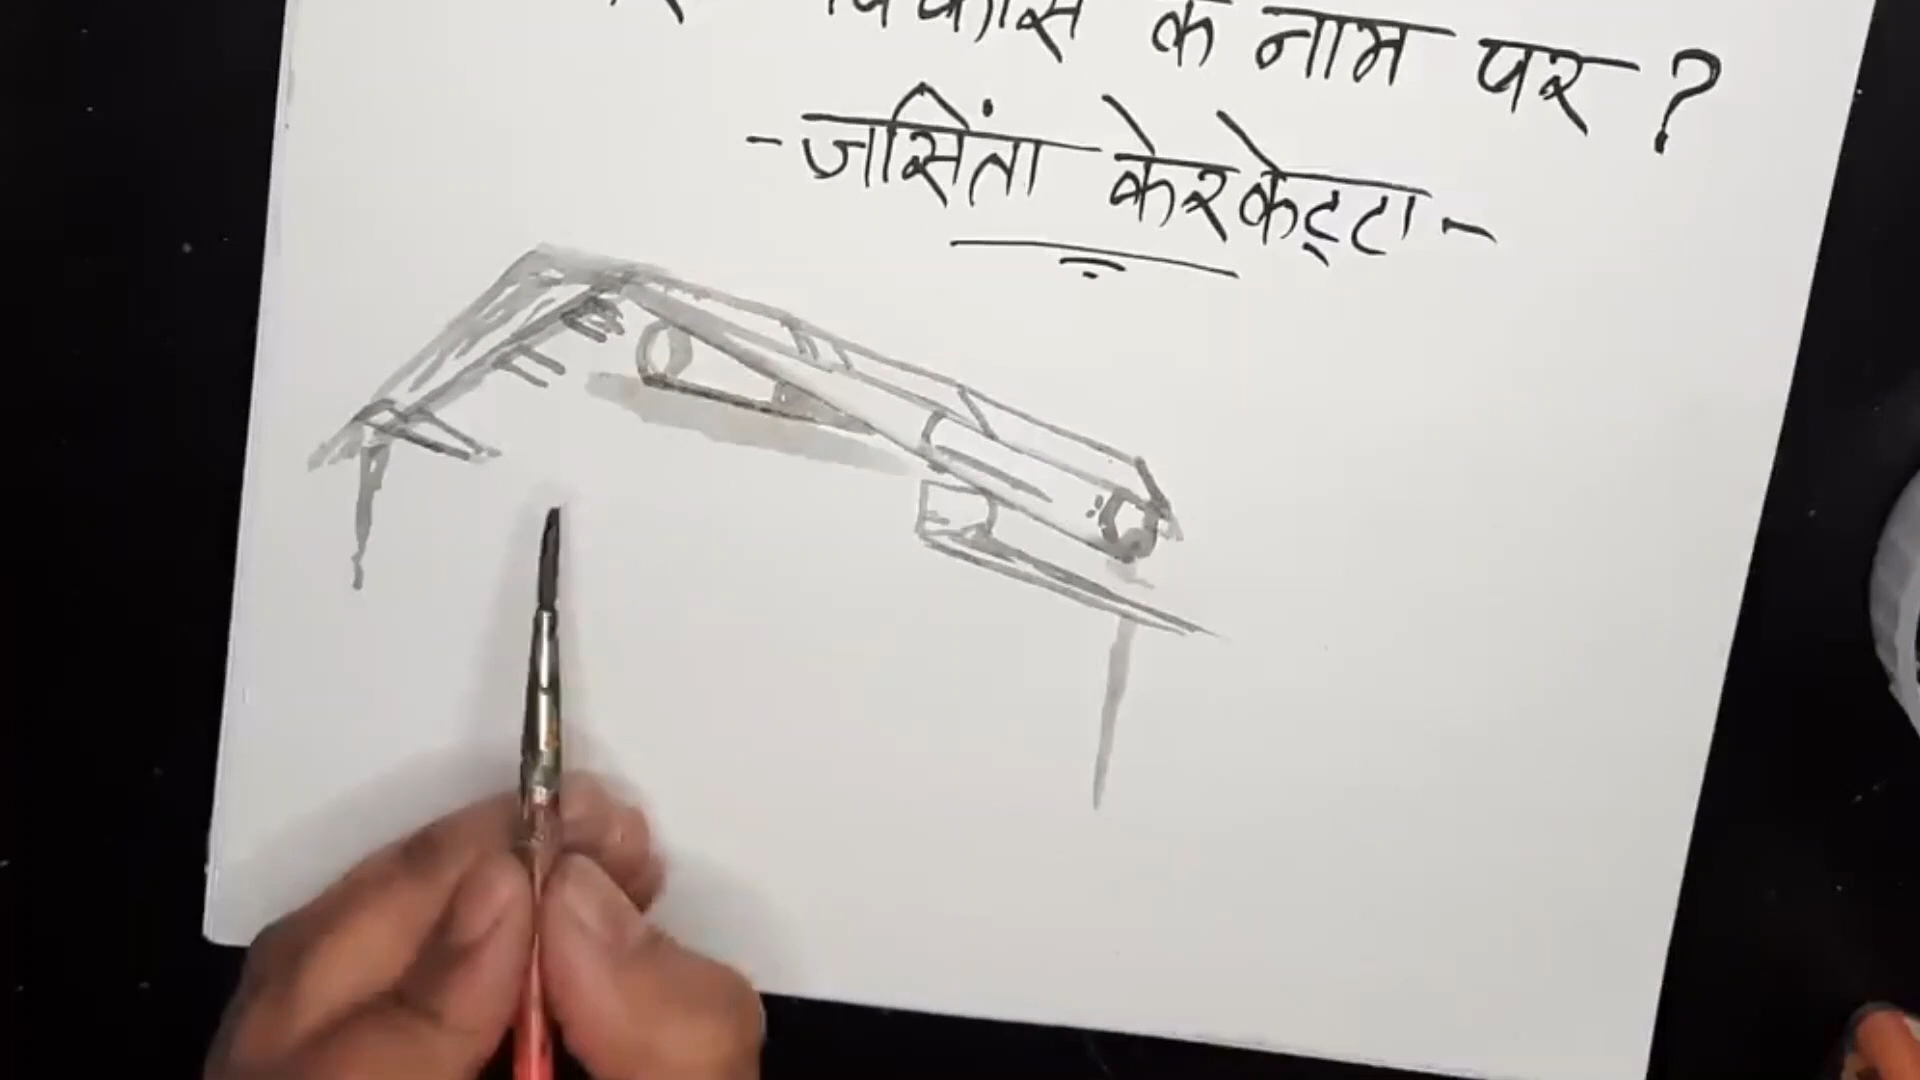 विकास के नाम पर ?
- जसिंता केरकेट्टा -